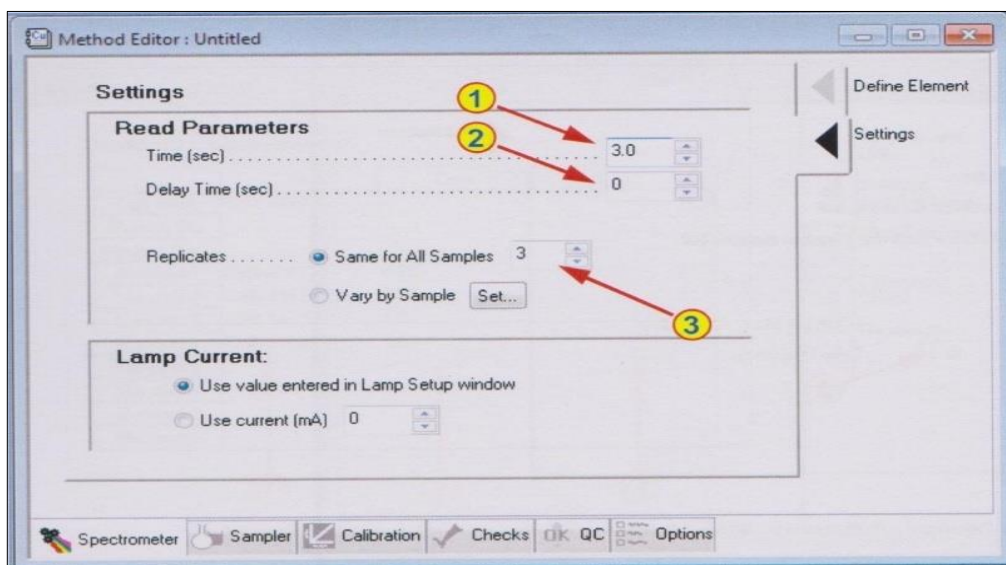 Cu Method Editor : Untitled
Settings
Define Element
Settings
1
Read Parameters
2
Time (sec) ........................................ 3.0
Delay Time (sec) ........................................ 0
Replicates ....... Same for All Samples 3
Vary by Sample Set...
3
Lamp Current:
Use value entered in Lamp Setup window
Use current (mA) 0
Spectrometer Sampler Calibration Checks OK QC Options